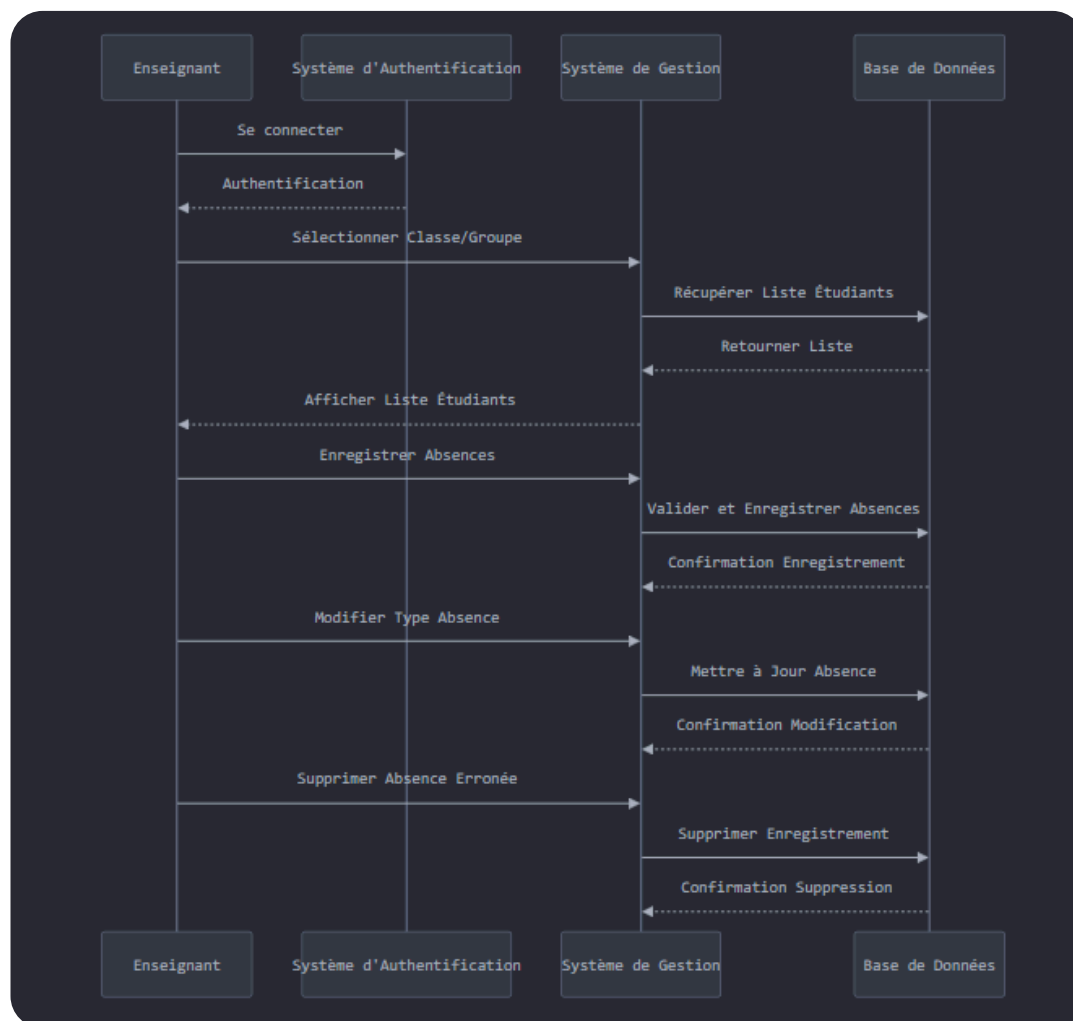 Enseignant
Système d'Authentification
Système de Gestion
Base de Données
Se connecter
Authentification
Sélectionner Classe/Groupe
Récupérer Liste Étudiants
Retourner Liste
Afficher Liste Étudiants
Enregistrer Absences
Valider et Enregistrer Absences
Confirmation Enregistrement
Modifier Type Absence
Mettre à Jour Absence
Confirmation Modification
Supprimer Absence Erronée
Supprimer Enregistrement
Confirmation Suppression
Enseignant
Système d'Authentification
Système de Gestion
Base de Données